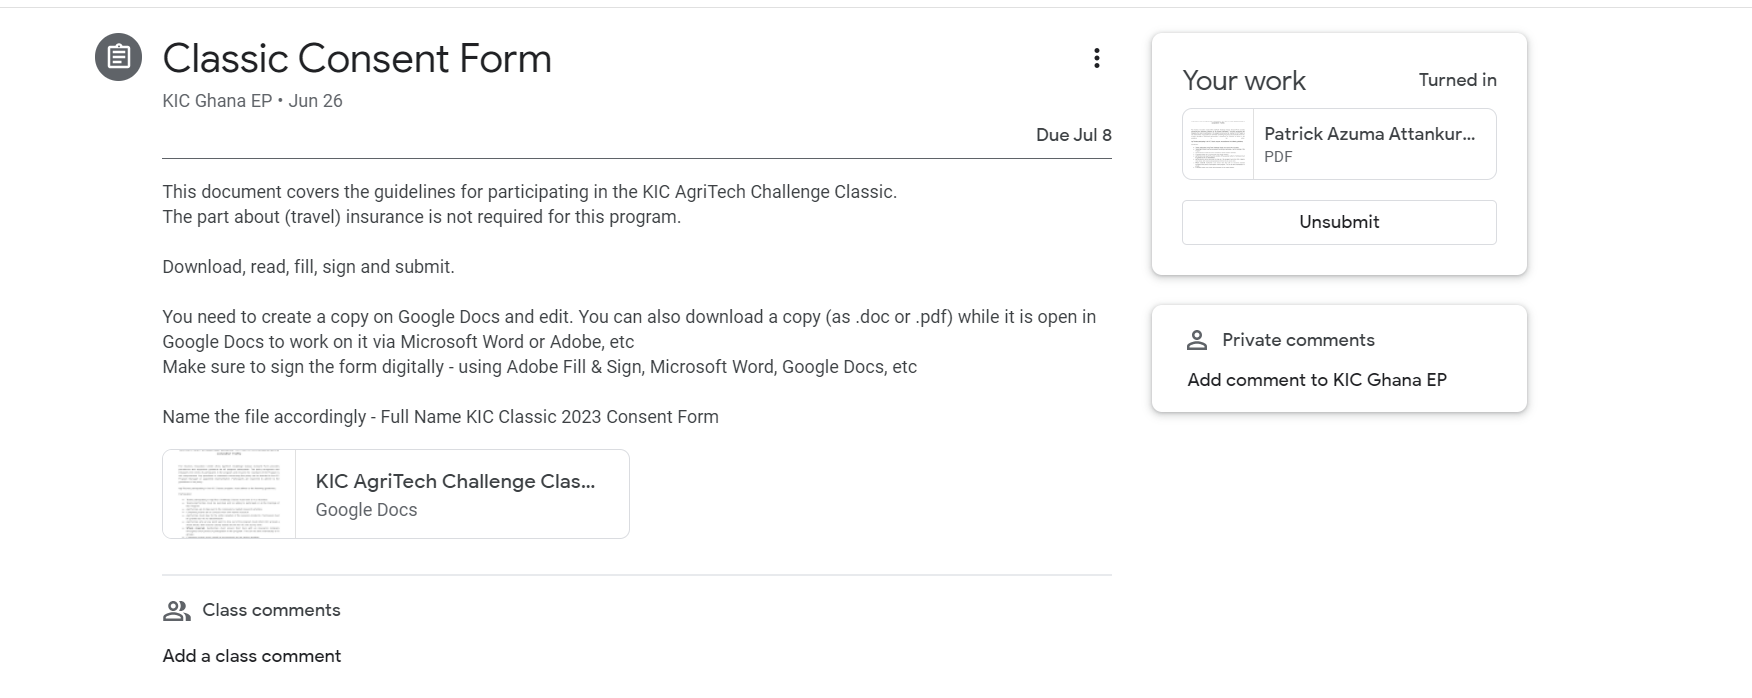 Classic Consent Form
KIC Ghana EP • Jun 26
Due Jul 8
This document covers the guidelines for participating in the KIC AgriTech Challenge Classic.
The part about (travel) insurance is not required for this program.
Download, read, fill, sign and submit.
You need to create a copy on Google Docs and edit. You can also download a copy (as .doc or .pdf) while it is open in
Google Docs to work on it via Microsoft Word or Adobe, etc
Make sure to sign the form digitally - using Adobe Fill & Sign, Microsoft Word, Google Docs, etc
Name the file accordingly - Full Name KIC Classic 2023 Consent Form
KIC AgriTech Challenge Clas...
Google Docs
Class comments
Add a class comment
Your work
Turned in
Patrick Azuma Attankur...
PDF
Unsubmit
Private comments
Add comment to KIC Ghana EP